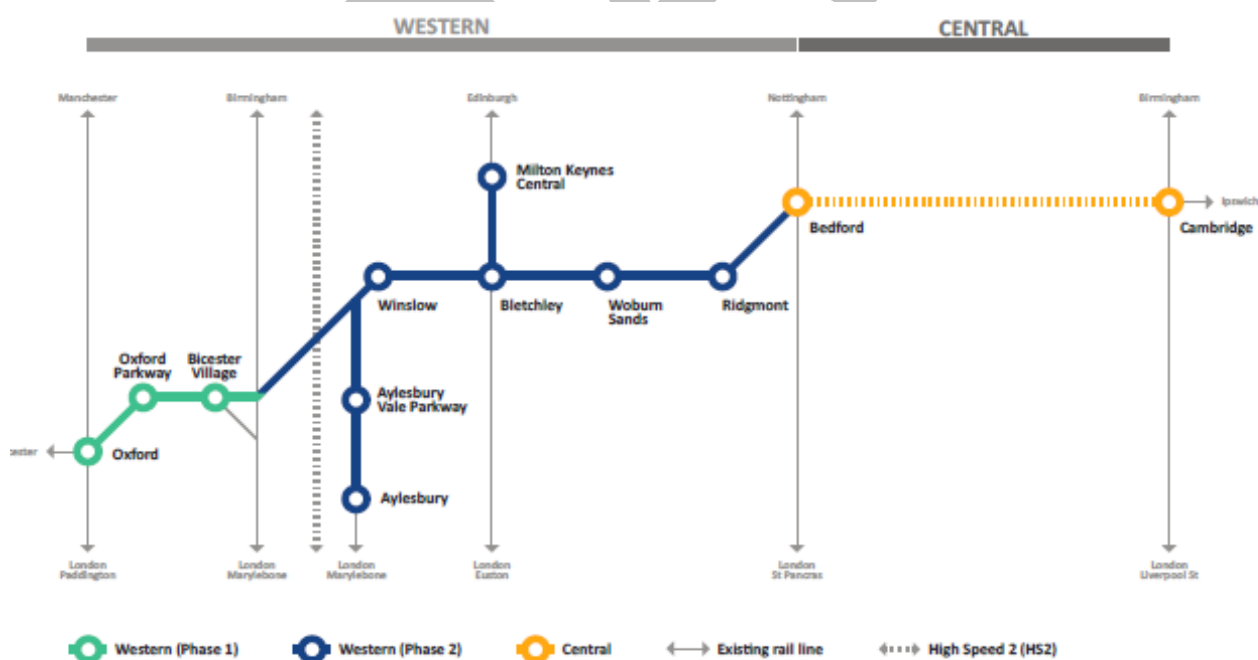 WESTERN
CENTRAL
Manchester
Birmingham
Edinburgh
Nottingham
Birmingham
Milton Keynes
Central
Bedford
Ipswich
Cambridge
Winslow
Bletchley
Woburn
Sands
Ridgmont
Oxford
Parkway
Bicester
Village
Aylesbury
Vale Parkway
Oxford
Aylesbury
London
Paddington
London
Marylebone
London
Marylebone
London
Euston
London
St Pancras
London
Liverpool St
Western (Phase 1)
Western (Phase 2)
Central
Existing rail line
High Speed 2 (HS2)